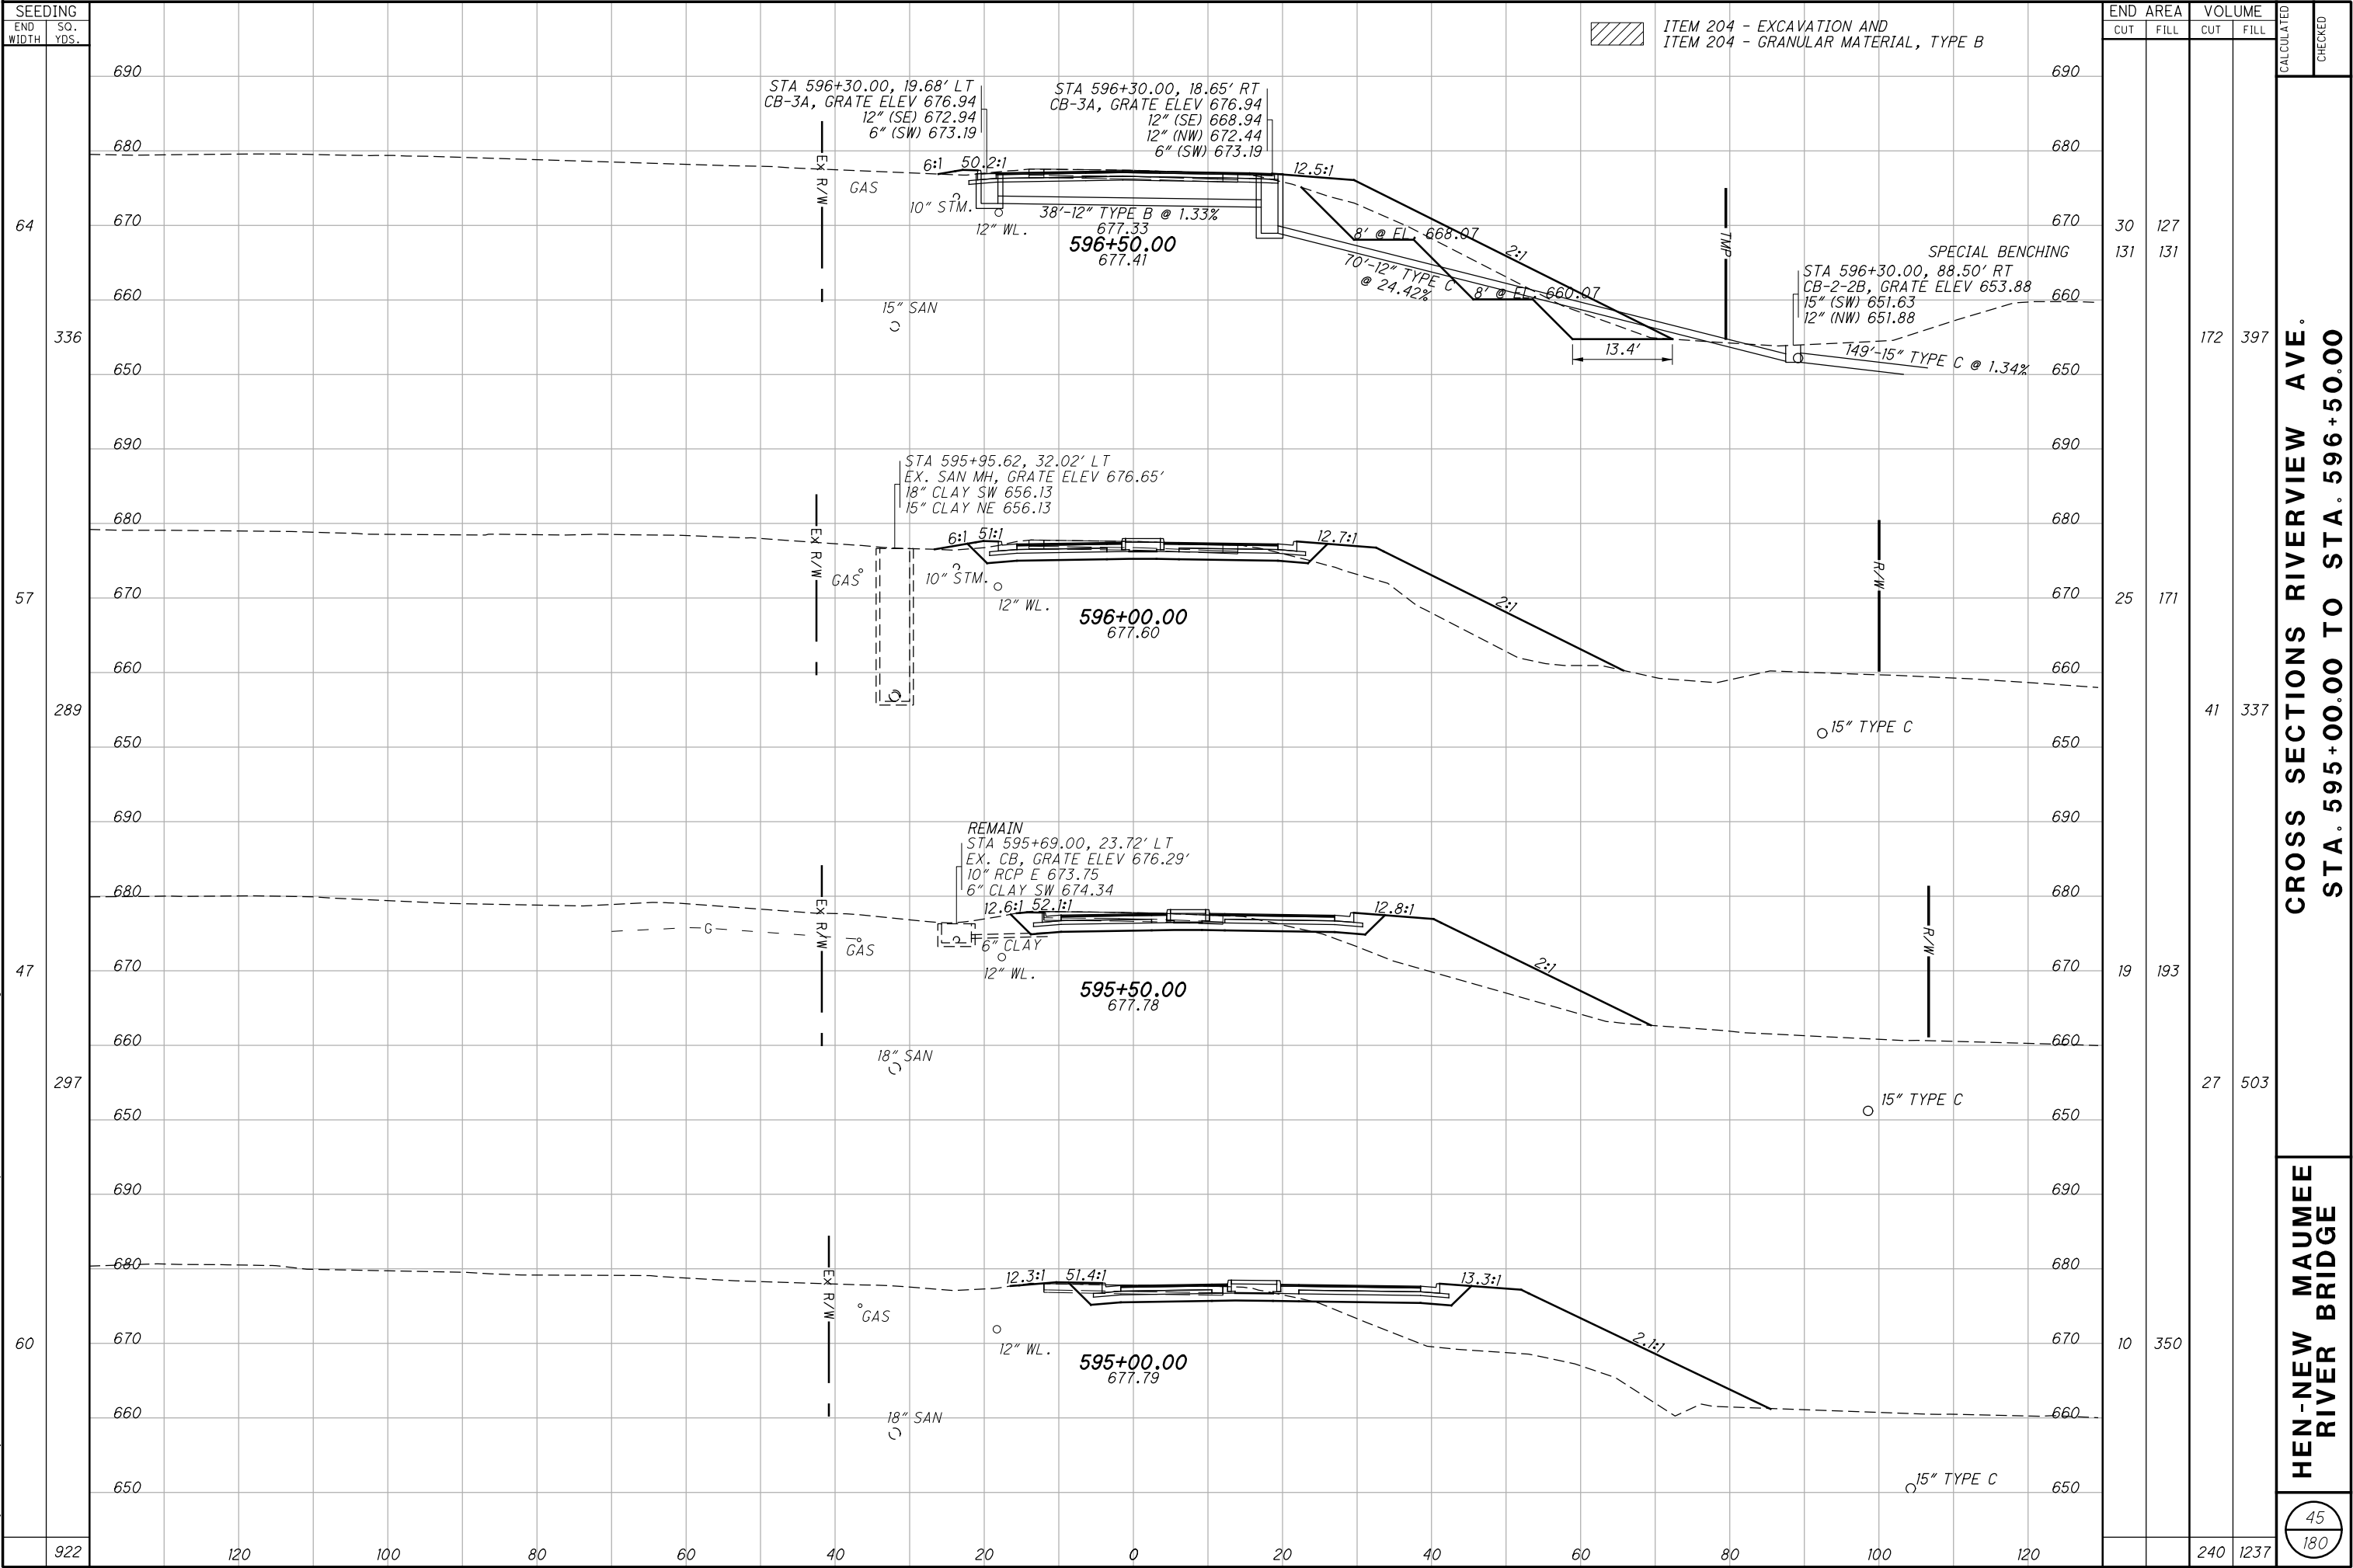 SEEDING
END WIDTH
SQ. YDS.
ITEM 204 - EXCAVATION AND
ITEM 204 - GRANULAR MATERIAL, TYPE B
END AREA
VOLUME
CUT
FILL
CUT
FILL
CALCULATED
CHECKED
690
690
STA 596+30.00, 19.68' LT
CB-3A, GRATE ELEV 676.94
12" (SE) 672.94
6" (SW) 673.19
STA 596+30.00, 18.65' RT
CB-3A, GRATE ELEV 676.94
12" (SE) 668.94
12" (NW) 672.44
6" (SW) 673.19
680
680
Ex R/W
GAS
6:1
50.2:1
12.5:1
10" STM.
12" WL.
38'-12" TYPE B @ 1.33%
677.33
596+50.00
677.41
670
670
64
30
127
8' @ EL. 668.07
2:1
TMP
SPECIAL BENCHING
131
131
70'-12" TYPE C
@ 24.42%
8' @ EL. 660.07
STA 596+30.00, 88.50' RT
CB-2-2B, GRATE ELEV 653.88
15" (SW) 651.63
12" (NW) 651.88
660
660
15" SAN
336
172
397
13.4'
149'-15" TYPE C @ 1.34%
650
650
690
690
STA 595+95.62, 32.02' LT
EX. SAN MH, GRATE ELEV 676.65'
18" CLAY SW 656.13
15" CLAY NE 656.13
680
680
Ex R/W
GAS
6:1
51:1
12.7:1
10" STM.
12" WL.
R/W
670
670
57
25
171
2:1
596+00.00
677.60
660
660
289
41
337
15" TYPE C
650
650
690
690
REMAIN
STA 595+69.00, 23.72' LT
EX. CB, GRATE ELEV 676.29'
10" RCP E 673.75
6" CLAY SW 674.34
680
680
Ex R/W
G
GAS
12.6:1
52.1:1
12.8:1
6" CLAY
12" WL.
R/W
670
670
47
19
193
2:1
595+50.00
677.78
660
660
18" SAN
297
27
503
15" TYPE C
650
650
690
690
680
680
Ex R/W
GAS
12.3:1
51.4:1
13.3:1
12" WL.
670
670
60
10
350
2.1:1
595+00.00
677.79
660
660
18" SAN
15" TYPE C
650
650
922
120
100
80
60
40
20
0
20
40
60
80
100
120
240
1237
CROSS SECTIONS RIVERVIEW AVE.
STA. 595+00.00 TO STA. 596+50.00
HEN-NEW MAUMEE
RIVER BRIDGE
45
180